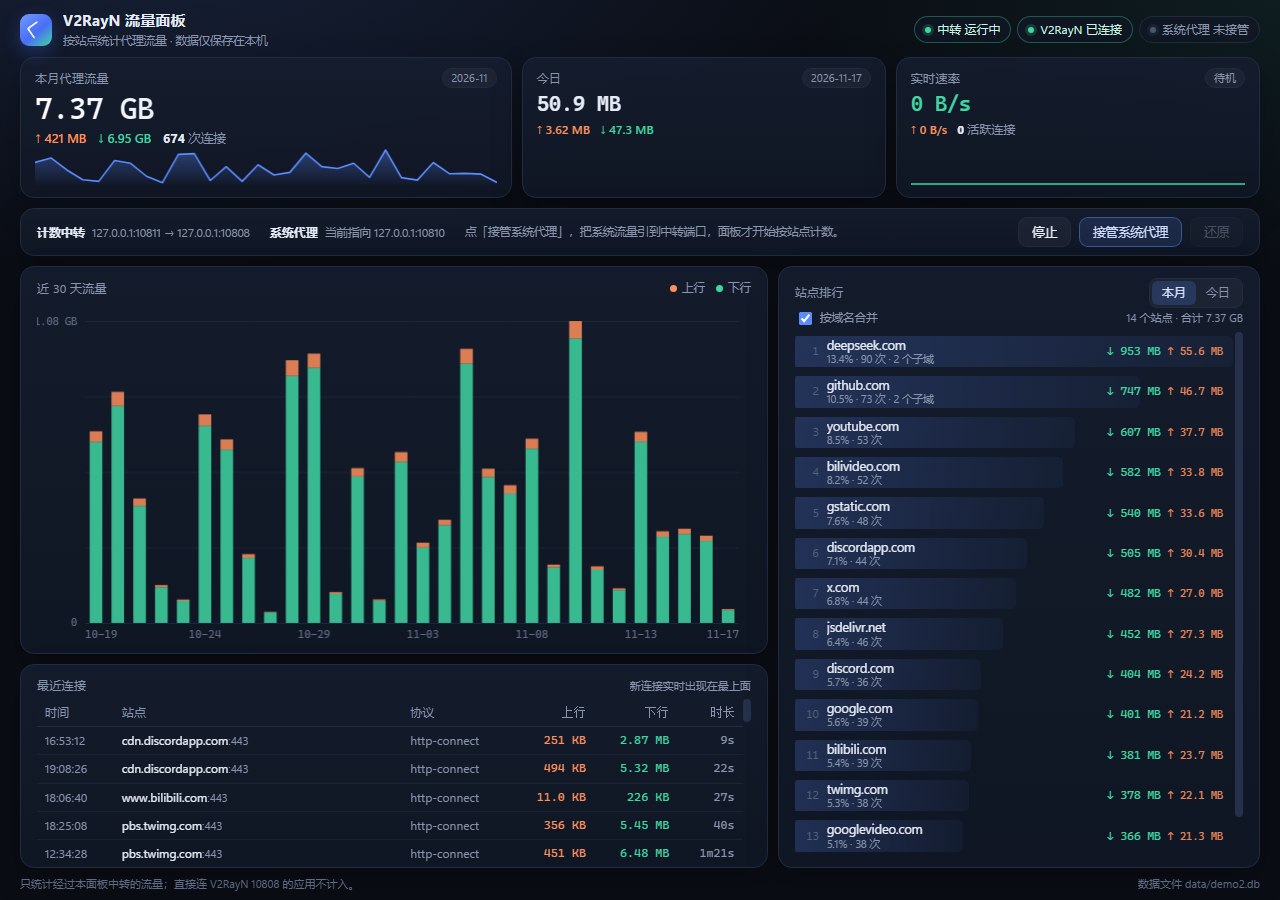 V2RayN 流量面板
按站点统计代理流量 · 数据仅保存在本机
中转 运行中
V2RayN 已连接
系统代理 未接管
本月代理流量
2026-11
7.37 GB
↑ 421 MB ↓ 6.95 GB 674 次连接
今日
2026-11-17
50.9 MB
↑ 3.62 MB ↓ 47.3 MB
实时速率
待机
0 B/s
↑ 0 B/s 0 活跃连接
计数中转 127.0.0.1:10811 → 127.0.0.1:10808 系统代理 当前指向 127.0.0.1:10810 点「接管系统代理」，把系统流量引到中转端口，面板才开始按站点计数。
停止
接管系统代理
还原
近 30 天流量
上行 下行
1.08 GB
0
10-19 10-24 10-29 11-03 11-08 11-13 11-17
最近连接
新连接实时出现在最上面
时间 站点 协议 上行 下行 时长
16:53:12 cdn.discordapp.com:443 http-connect 251 KB 2.87 MB 9s
19:08:26 cdn.discordapp.com:443 http-connect 494 KB 5.32 MB 22s
18:06:40 www.bilibili.com:443 http-connect 11.0 KB 226 KB 27s
18:25:08 pbs.twimg.com:443 http-connect 356 KB 5.45 MB 40s
12:34:28 pbs.twimg.com:443 http-connect 451 KB 6.48 MB 1m21s
站点排行
本月 今日
按域名合并
14 个站点 · 合计 7.37 GB
1 deepseek.com ↓ 953 MB ↑ 55.6 MB
13.4% · 90 次 · 2 个子域
2 github.com ↓ 747 MB ↑ 46.7 MB
10.5% · 73 次 · 2 个子域
3 youtube.com ↓ 607 MB ↑ 37.7 MB
8.5% · 53 次
4 bilivideo.com ↓ 582 MB ↑ 33.8 MB
8.2% · 52 次
5 gstatic.com ↓ 540 MB ↑ 33.6 MB
7.6% · 48 次
6 discordapp.com ↓ 505 MB ↑ 30.4 MB
7.1% · 44 次
7 x.com ↓ 482 MB ↑ 27.0 MB
6.8% · 44 次
8 jsdelivr.net ↓ 452 MB ↑ 27.3 MB
6.4% · 46 次
9 discord.com ↓ 404 MB ↑ 24.2 MB
5.7% · 36 次
10 google.com ↓ 401 MB ↑ 21.2 MB
5.6% · 39 次
11 bilibili.com ↓ 381 MB ↑ 23.7 MB
5.4% · 39 次
12 twimg.com ↓ 378 MB ↑ 22.1 MB
5.3% · 38 次
13 googlevideo.com ↓ 366 MB ↑ 21.3 MB
5.1% · 38 次
只统计经过本面板中转的流量；直接连 V2RayN 10808 的应用不计入。
数据文件 data/demo2.db